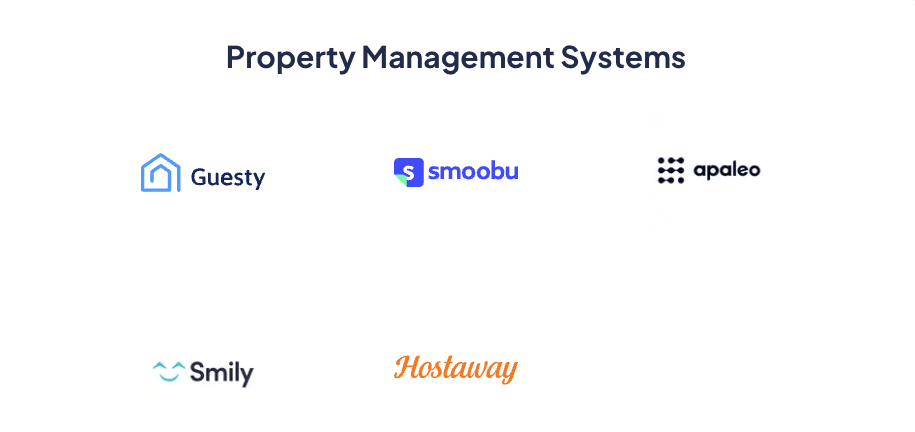 Property Management Systems
Guesty
smoobu
apaleo
Smily
Hostaway